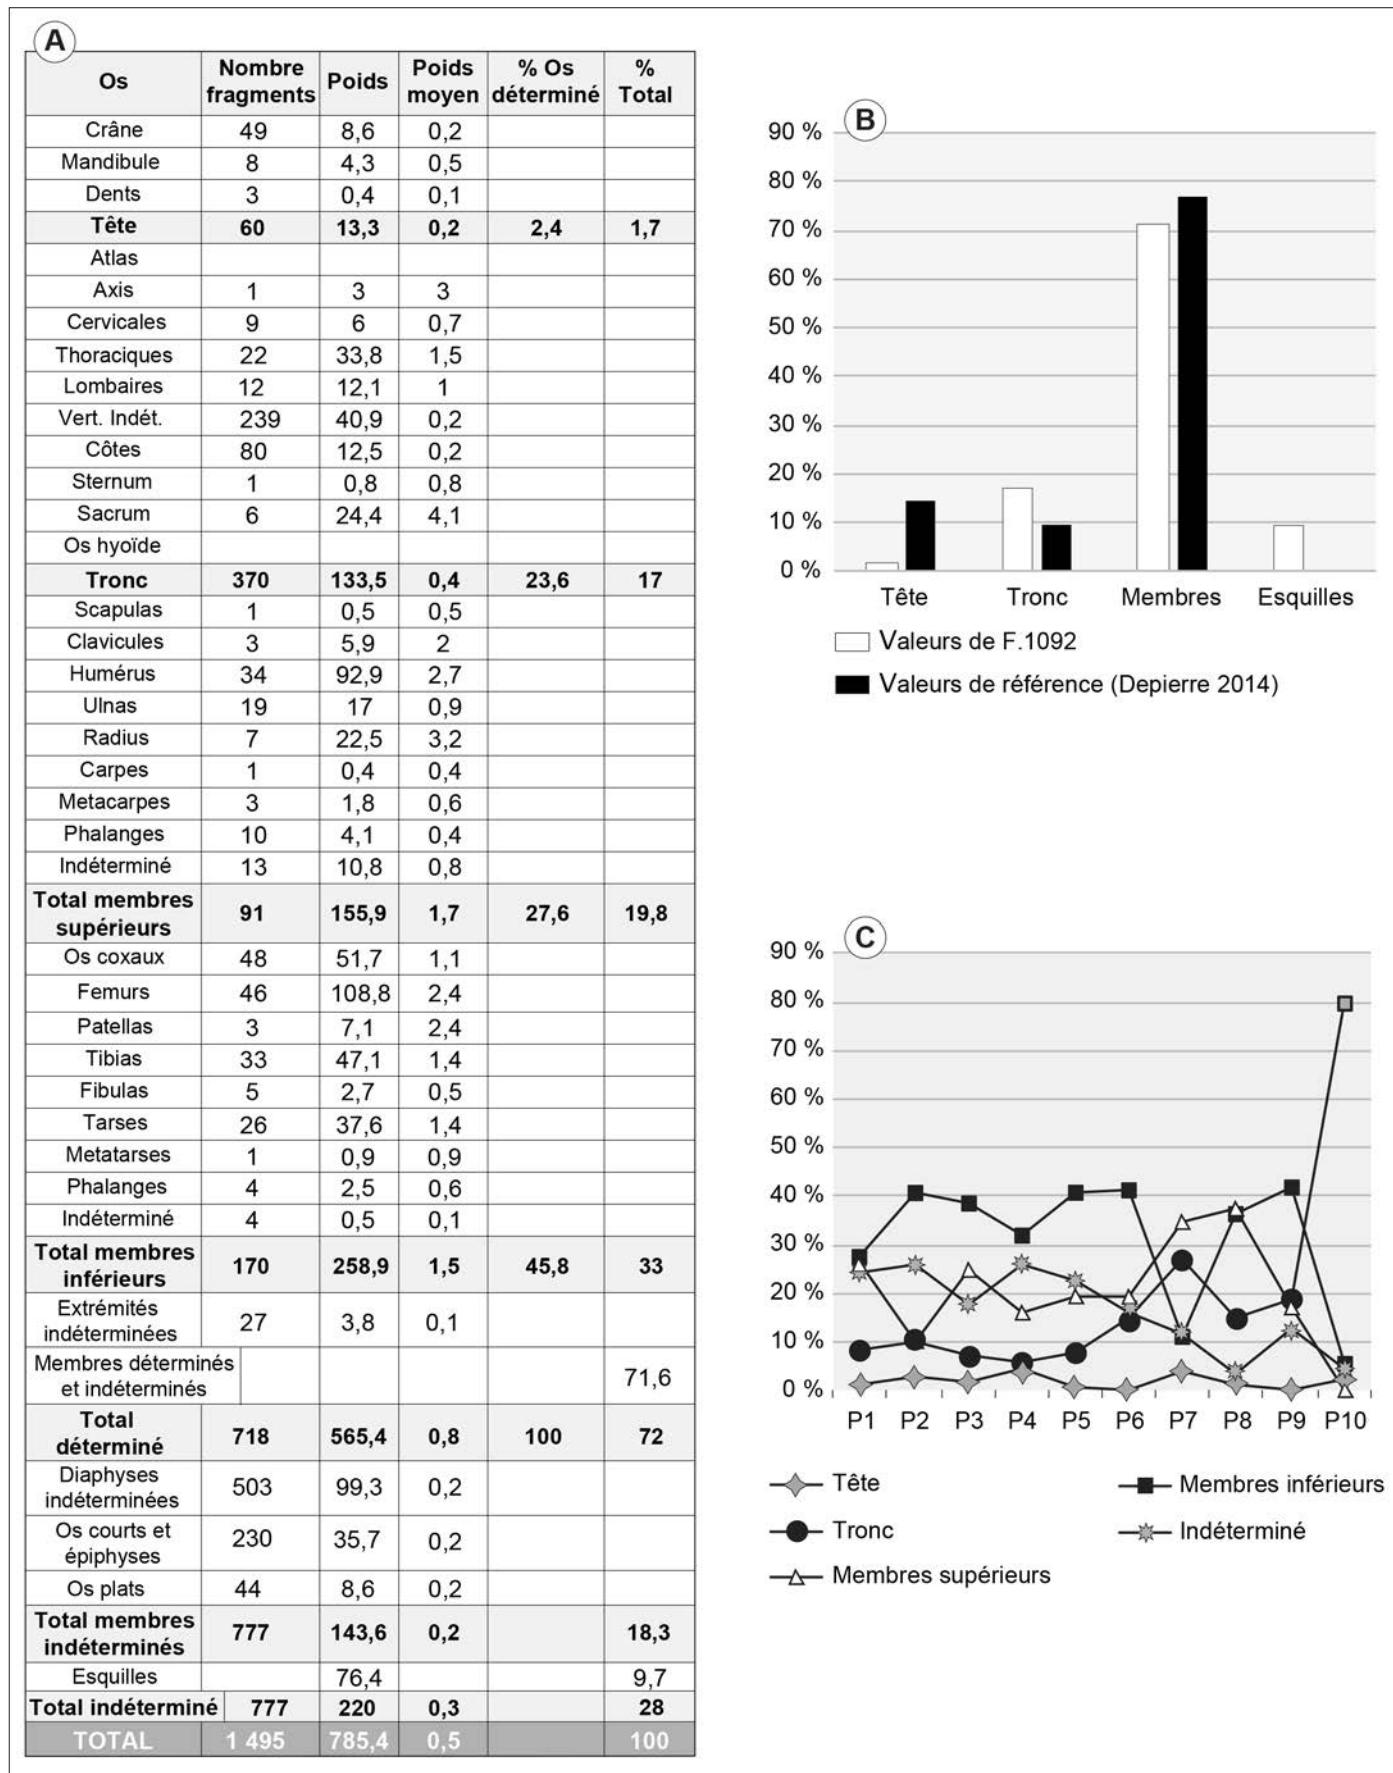 A
Os Nombre fragments Poids Poids moyen % Os déterminé % Total
Crâne 49 8,6 0,2
Mandibule 8 4,3 0,5
Dents 3 0,4 0,1
Tête 60 13,3 0,2 2,4 1,7
Atlas
Axis 1 3 3
Cervicales 9 6 0,7
Thoraciques 22 33,8 1,5
Lombaires 12 12,1 1
Vert. Indét. 239 40,9 0,2
Côtes 80 12,5 0,2
Sternum 1 0,8 0,8
Sacrum 6 24,4 4,1
Os hyoïde
Tronc 370 133,5 0,4 23,6 17
Scapulas 1 0,5 0,5
Clavicules 3 5,9 2
Humérus 34 92,9 2,7
Ulnas 19 17 0,9
Radius 7 22,5 3,2
Carpes 1 0,4 0,4
Metacarpes 3 1,8 0,6
Phalanges 10 4,1 0,4
Indéterminé 13 10,8 0,8
Total membres supérieurs 91 155,9 1,7 27,6 19,8
Os coxaux 48 51,7 1,1
Femurs 46 108,8 2,4
Patellas 3 7,1 2,4
Tibias 33 47,1 1,4
Fibulas 5 2,7 0,5
Tarses 26 37,6 1,4
Metatarses 1 0,9 0,9
Phalanges 4 2,5 0,6
Indéterminé 4 0,5 0,1
Total membres inférieurs 170 258,9 1,5 45,8 33
Extrémités indéterminées 27 3,8 0,1
Membres déterminés et indéterminés 71,6
Total déterminé 718 565,4 0,8 100 72
Diaphyses indéterminées 503 99,3 0,2
Os courts et épiphyses 230 35,7 0,2
Os plats 44 8,6 0,2
Total membres indéterminés 777 143,6 0,2 18,3
Esquilles 76,4 9,7
Total indéterminé 777 220 0,3 28
TOTAL 1 495 785,4 0,5 100
B
90 %
80 %
70 %
60 %
50 %
40 %
30 %
20 %
10 %
0 %
Tête Tronc Membres Esquilles
Valeurs de F.1092
Valeurs de référence (Depierre 2014)
C
90 %
80 %
70 %
60 %
50 %
40 %
30 %
20 %
10 %
0 %
P1 P2 P3 P4 P5 P6 P7 P8 P9 P10
Tête Membres inférieurs
Tronc Indéterminé
Membres supérieurs